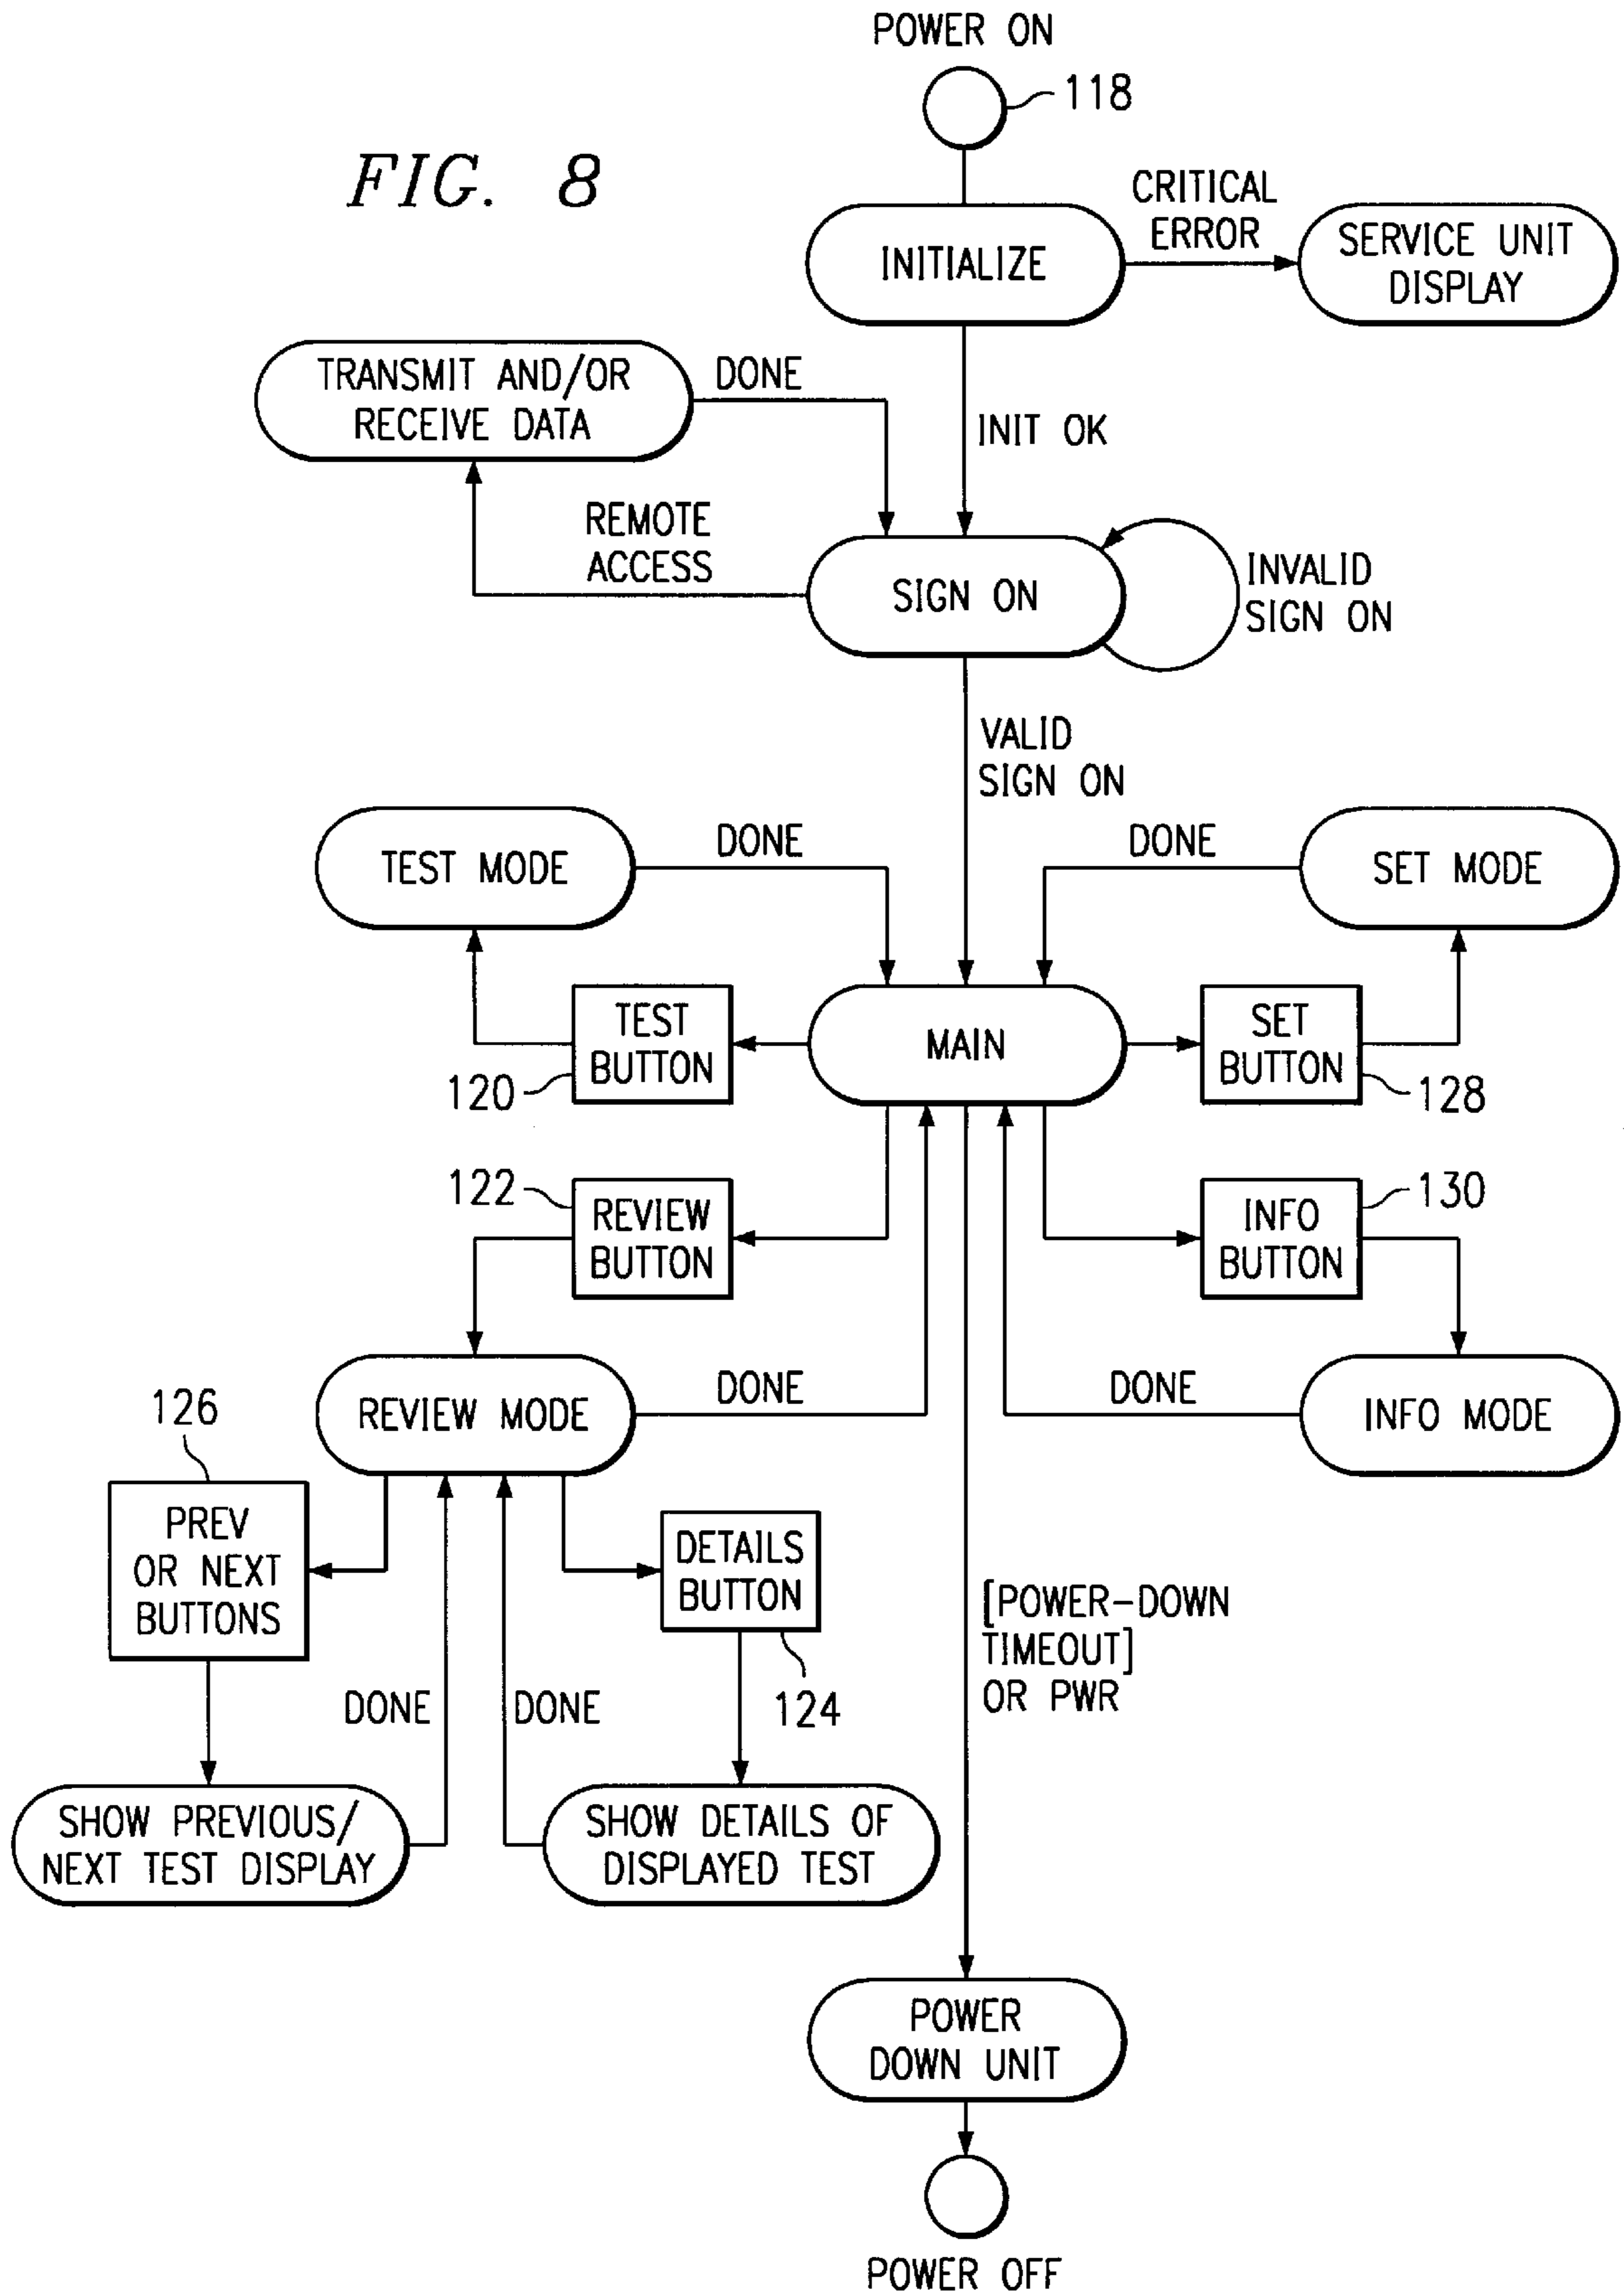 POWER ON
118
FIG. 8
CRITICAL
ERROR
INITIALIZE
SERVICE UNIT
DISPLAY
TRANSMIT AND/OR
RECEIVE DATA
DONE
INIT OK
REMOTE
ACCESS
SIGN ON
INVALID
SIGN ON
VALID
SIGN ON
TEST MODE
DONE
DONE
SET MODE
TEST
BUTTON
120
MAIN
SET
BUTTON
128
122
REVIEW
BUTTON
INFO
BUTTON
130
REVIEW MODE
DONE
DONE
INFO MODE
126
PREV
OR NEXT
BUTTONS
DETAILS
BUTTON
124
DONE
DONE
[POWER-DOWN
TIMEOUT]
OR PWR
SHOW PREVIOUS/
NEXT TEST DISPLAY
SHOW DETAILS OF
DISPLAYED TEST
POWER
DOWN UNIT
POWER OFF